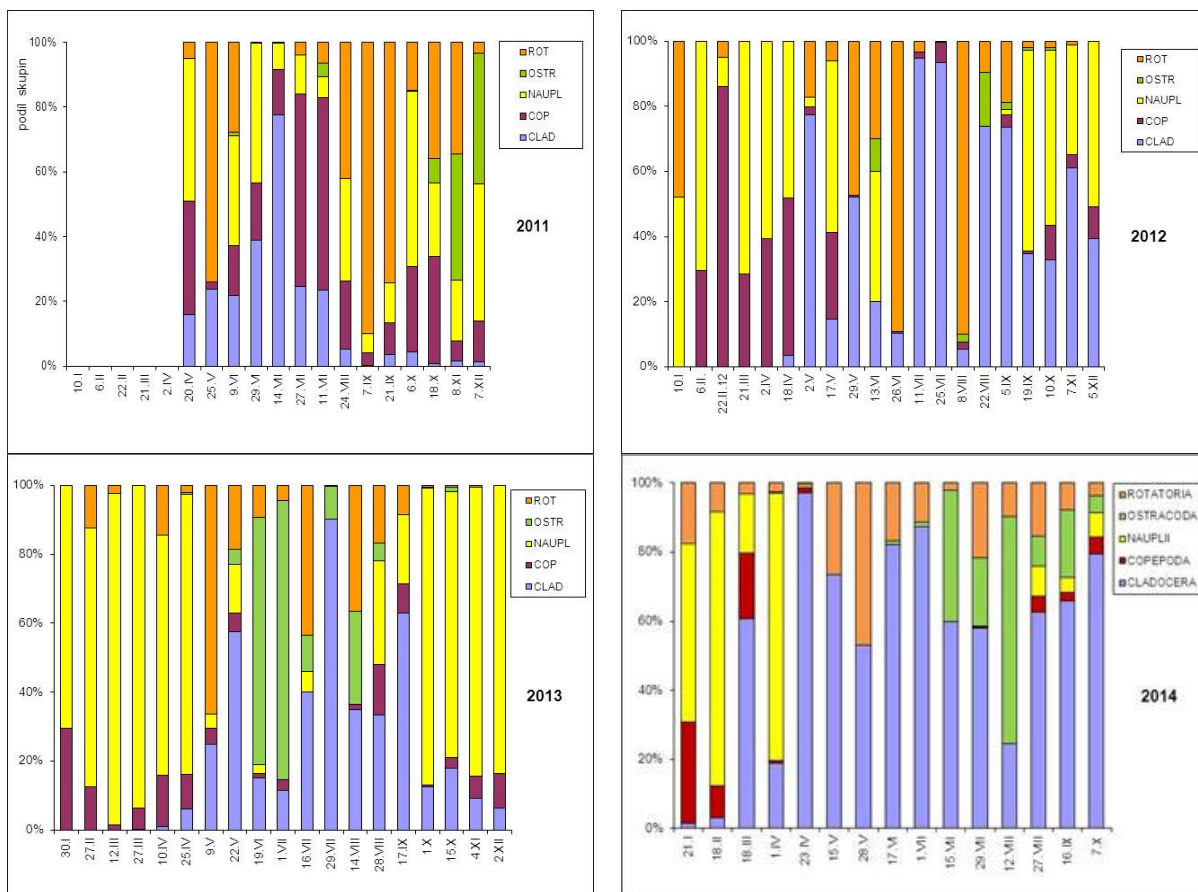 100%
80%
60%
40%
20%
0%
podíl skupin
ROT
OSTR
NAUPL
COP
CLAD
2011
10.I
6.II
22.II
21.III
2.IV
20.IV
25.V
9.VI
29.VI
14.VII
27.VII
11.VIII
24.VIII
7.IX
21.IX
6.X
18.X
8.XI
7.XII
100%
80%
60%
40%
20%
0%
ROT
OSTR
NAUPL
COP
CLAD
2012
10.I
6.II.
22.II.12
21.III
2.IV
18.IV
2.V
17.V
29.V
13.VI
26.VI
11.VII
25.VII
8.VIII
22.VIII
5.IX
19.IX
10.X
7.XI
5.XII
100%
80%
60%
40%
20%
0%
ROT
OSTR
NAUPL
COP
CLAD
2013
30.I
27.II
12.III
27.III
10.IV
25.IV
9.V
22.V
19.VI
1.VII
16.VII
29.VII
14.VIII
28.VIII
17.IX
1.X
15.X
4.XI
2.XII
100%
80%
60%
40%
20%
0%
ROTATORIA
OSTRACODA
NAUPLII
COPEPODA
CLADOCERA
2014
21.I
18.II
18.III
1.IV
23.IV
15.V
28.V
17.VI
1.VII
15.VII
29.VII
12.VIII
27.VIII
16.IX
7.X